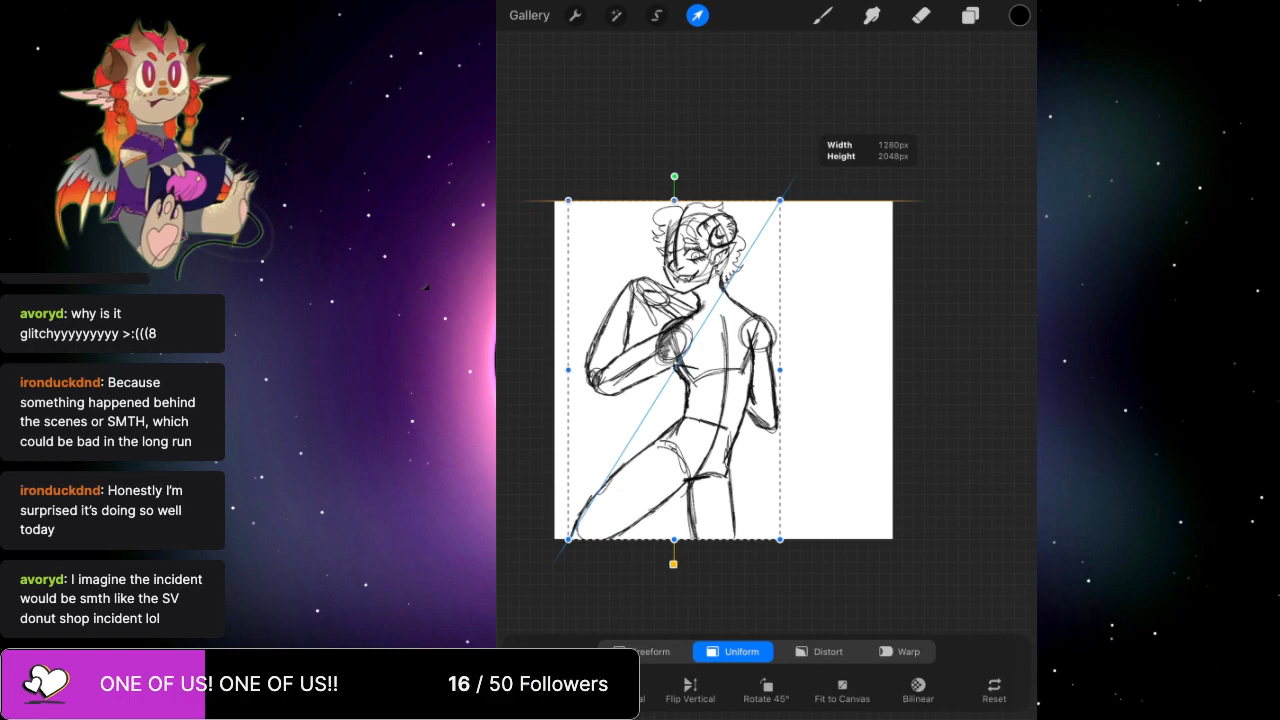 Gallery
Width 1280px
Height 2048px
avoryd: why is it
glitchyyyyyyyyy >:(((8
ironduckdnd: Because
something happened behind
the scenes or SMTH, which
could be bad in the long run
ironduckdnd: Honestly I'm
surprised it's doing so well
today
avoryd: I imagine the incident
would be smth like the SV
donut shop incident lol
ONE OF US! ONE OF US!! 16 / 50 Followers
Uniform Distort Warp
Flip Vertical Rotate 45° Fit to Canvas Bilinear Reset